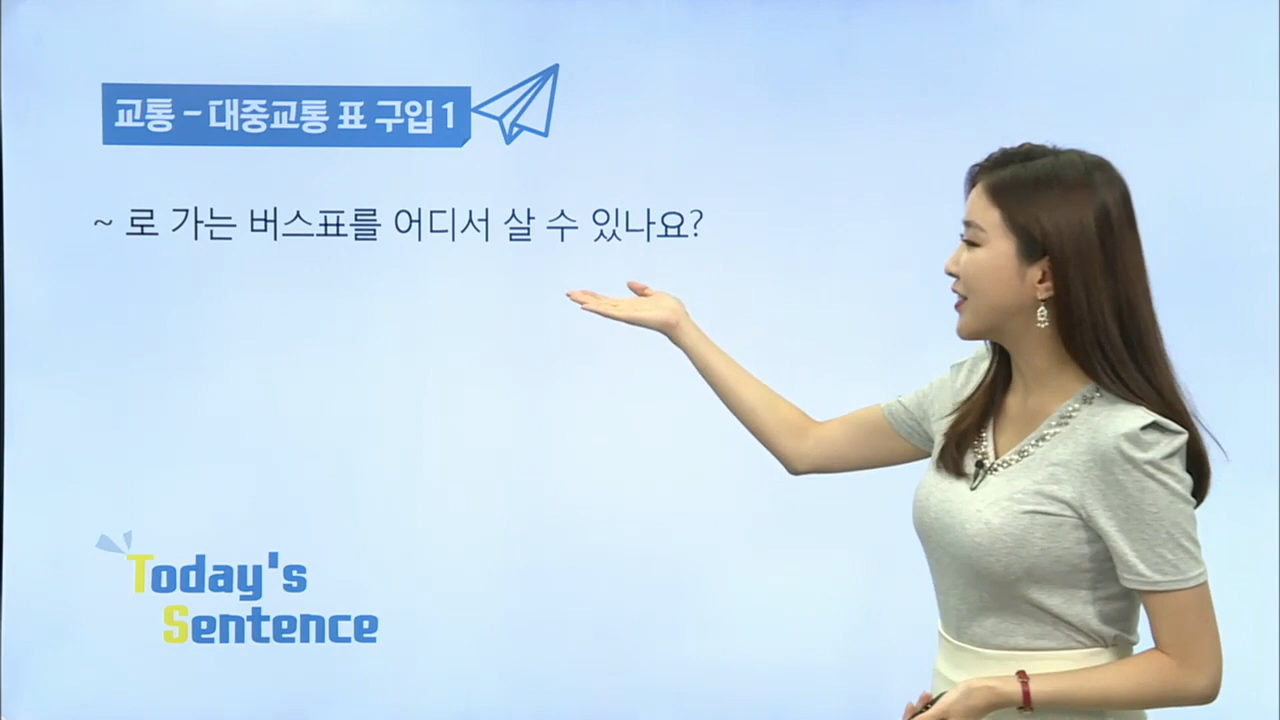 교통 - 대중교통 표 구입 1
~ 로 가는 버스표를 어디서 살 수 있나요?
Today's
Sentence